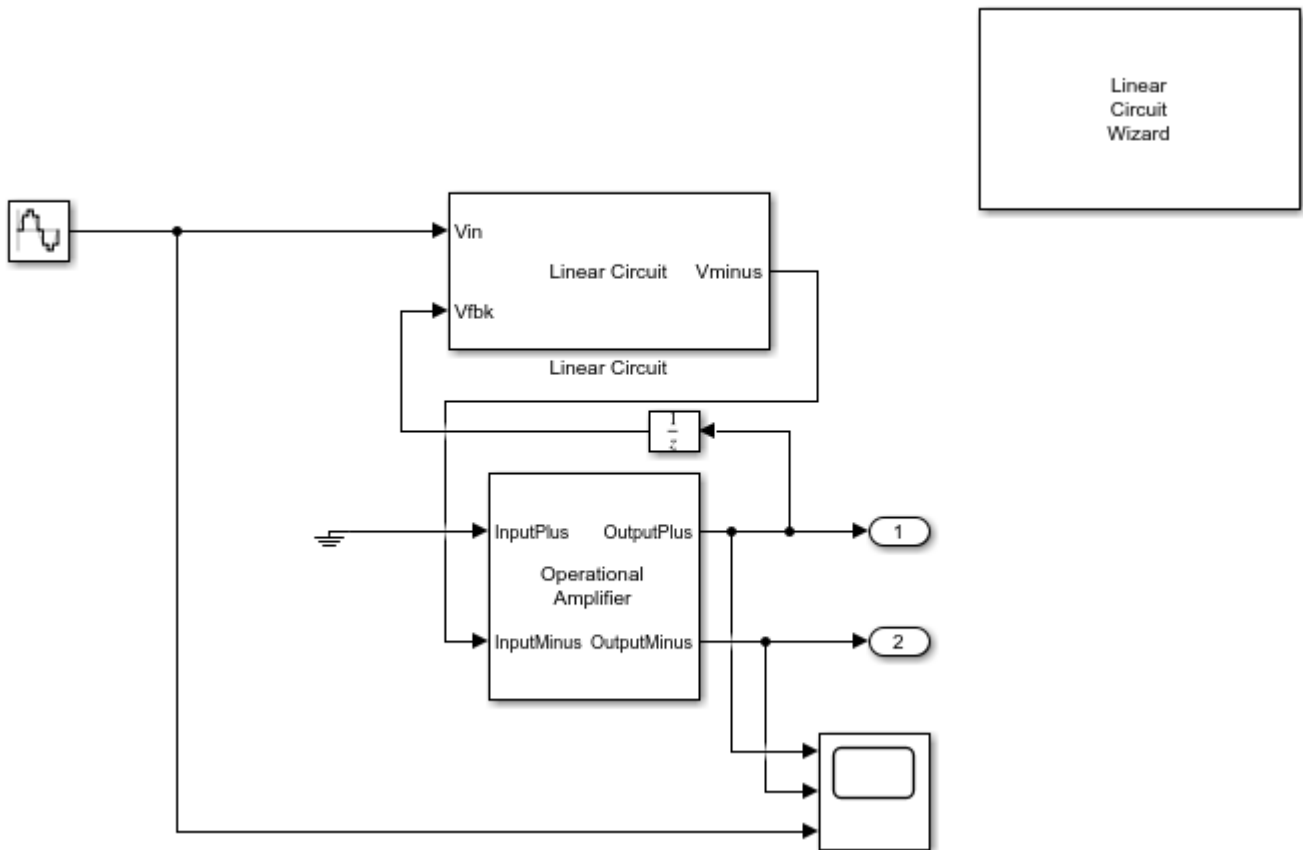 Linear
Circuit
Wizard
Vin
Linear Circuit
Vminus
Vfbk
Linear Circuit
1
z
InputPlus
OutputPlus
1
Operational
Amplifier
InputMinus
OutputMinus
2